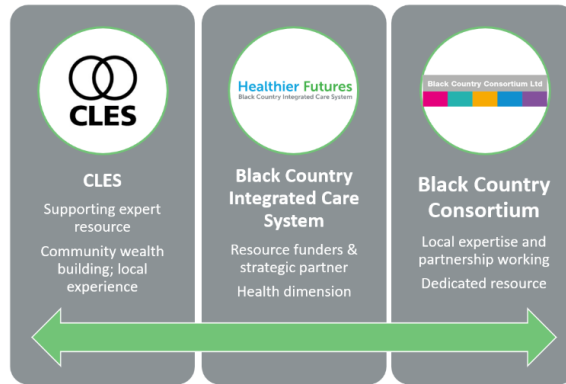 CLES
CLES
Supporting expert
resource
Community wealth
building; local
experience
Healthier Futures
Black Country Integrated Care System
Black Country
Integrated Care
System
Resource funders &
strategic partner
Health dimension
Black Country Consortium Ltd
Black Country
Consortium
Local expertise and
partnership working
Dedicated resource